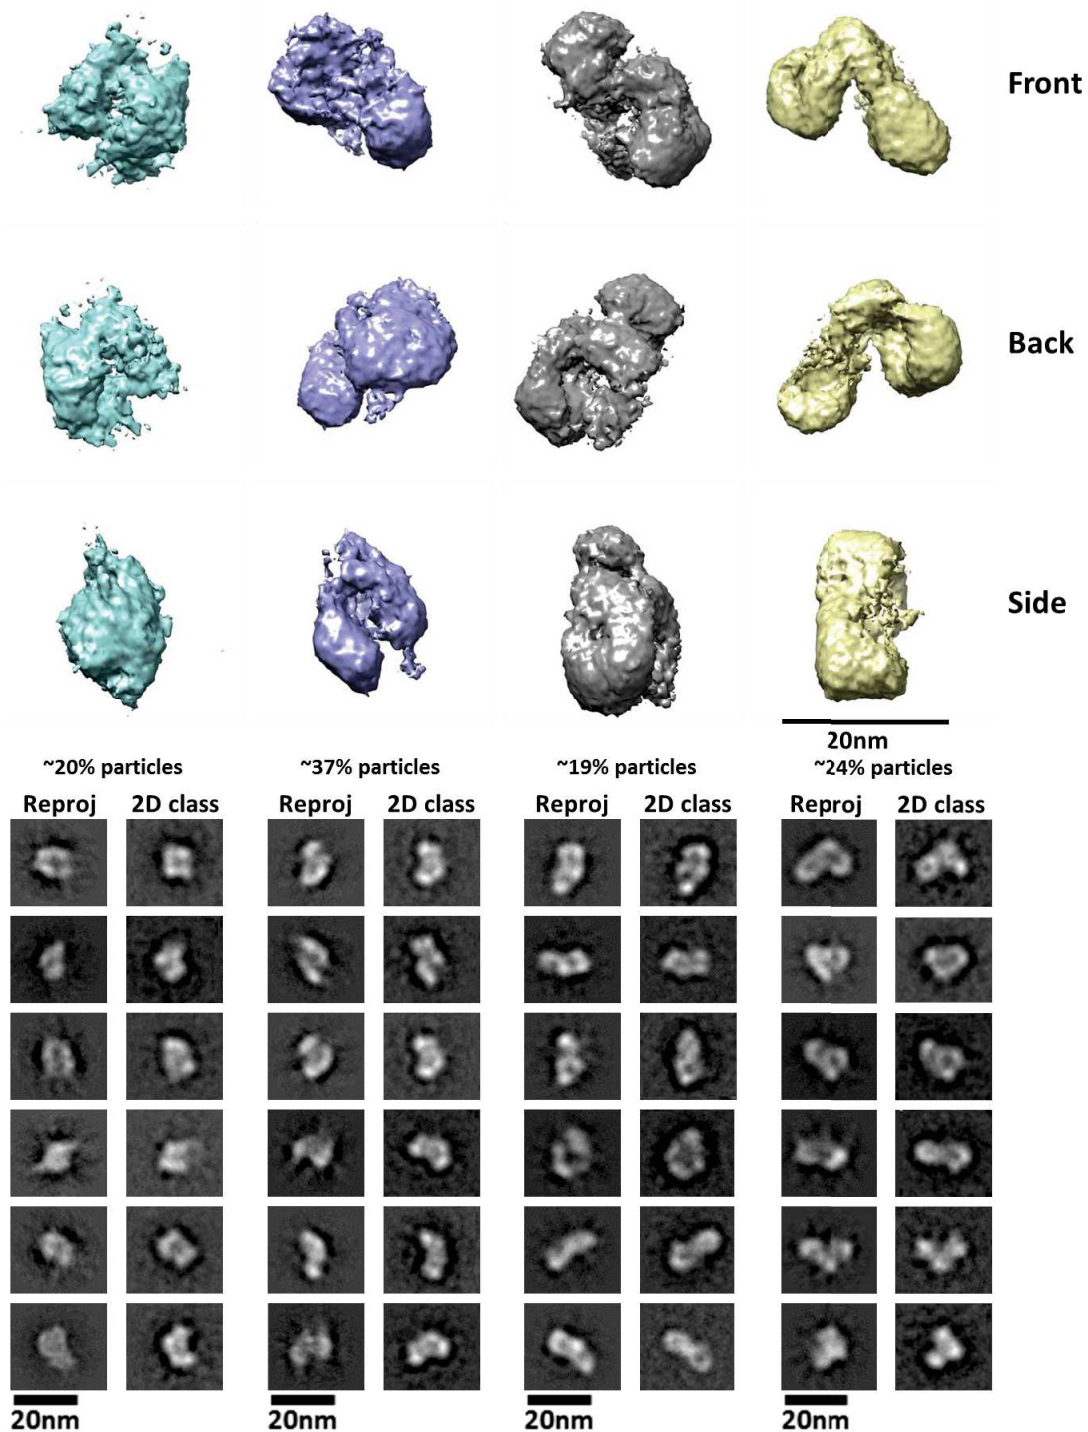 Front
Back
Side
20nm
~20% particles ~37% particles ~19% particles ~24% particles
Reproj 2D class Reproj 2D class Reproj 2D class Reproj 2D class
20nm 20nm 20nm 20nm